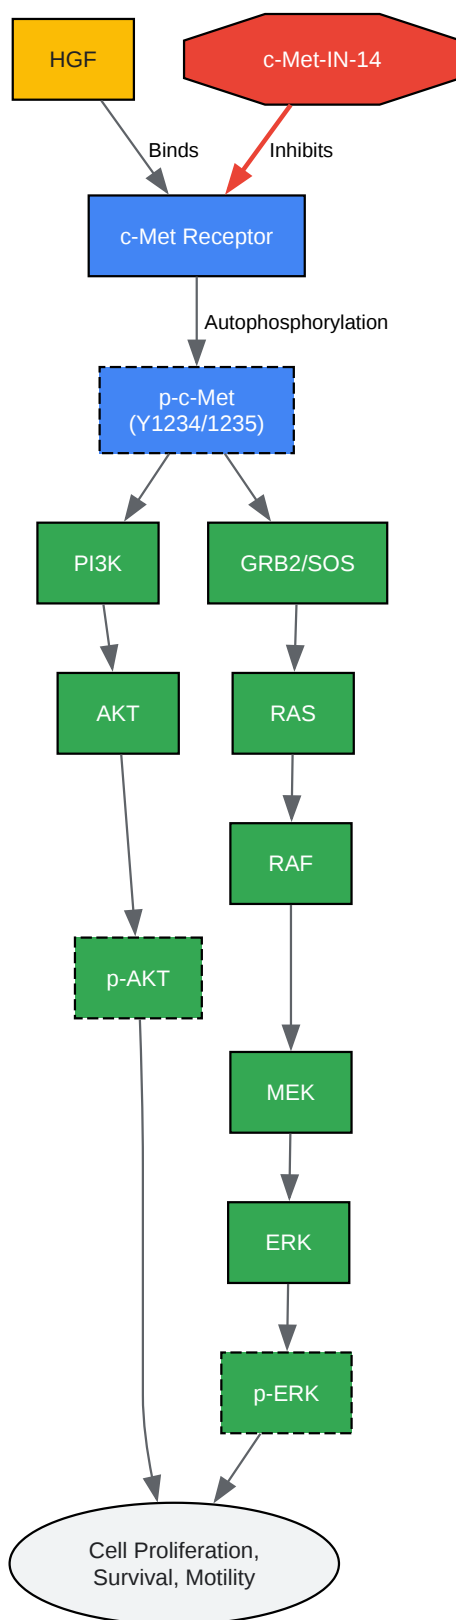 HGF
c-Met-IN-14
Binds
Inhibits
c-Met Receptor
Autophosphorylation
p-c-Met
(Y1234/1235)
PI3K
GRB2/SOS
AKT
RAS
RAF
p-AKT
MEK
ERK
p-ERK
Cell Proliferation,
Survival, Motility